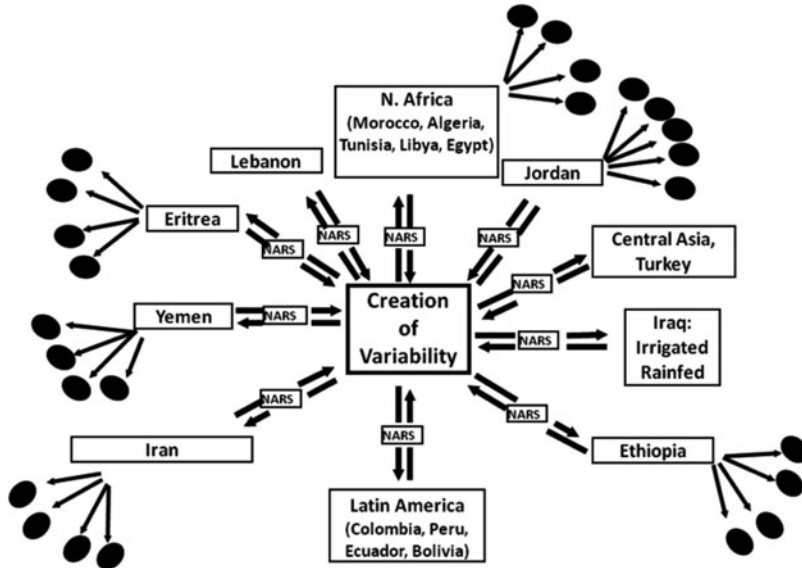 N. Africa
(Morocco, Algeria,
Tunisia, Libya, Egypt)
Lebanon
Jordan
Eritrea
NARS
NARS
NARS
NARS
Central Asia,
Turkey
NARS
Creation
of
Variability
Yemen
NARS
Iraq:
Irrigated
Rainfed
NARS
Iran
NARS
NARS
NARS
Ethiopia
Latin America
(Colombia, Peru,
Ecuador, Bolivia)